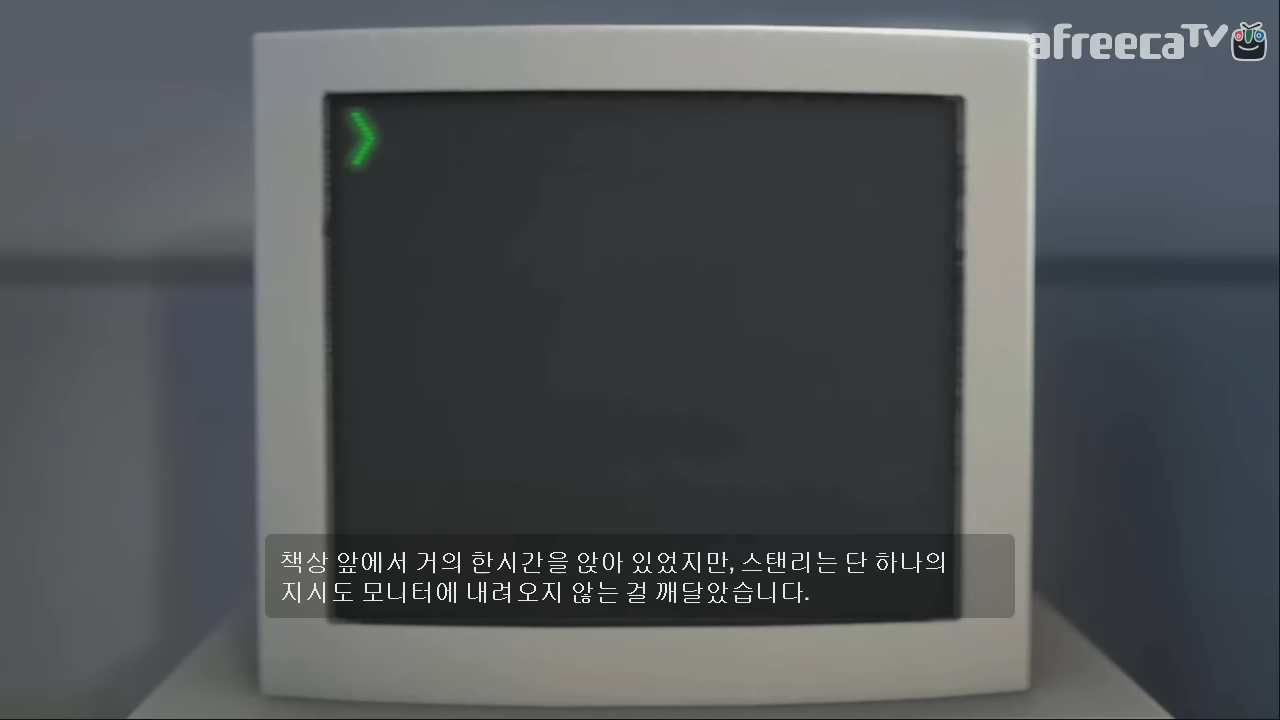 afreecaTV
❯
책상 앞에서 거의 한시간을 앉아 있었지만, 스탠리는 단 하나의
지시도 모니터에 내려오지 않는 걸 깨달았습니다.